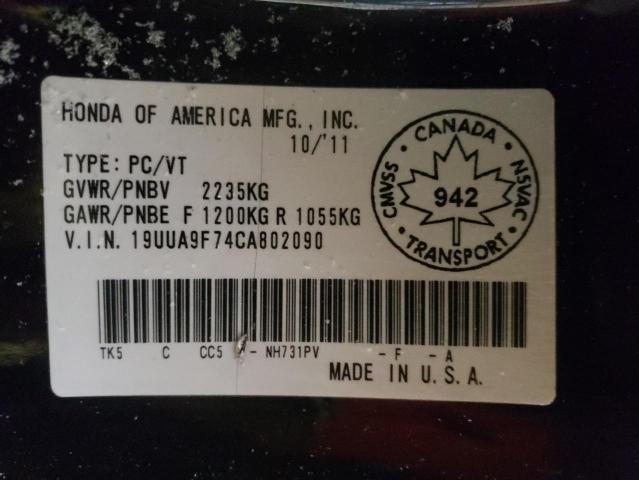 HONDA OF AMERICA MFG., INC.
10/'11
TYPE: PC/VT
GVWR/PNBV 2235KG
GAWR/PNBE F 1200KG R 1055KG
V.I.N. 19UUA9F74CA802090
CANADA
CMVSS
942
NSVAC
TRANSPORT
TK5 C CC5 - NH731PV - F - A
MADE IN U.S.A.